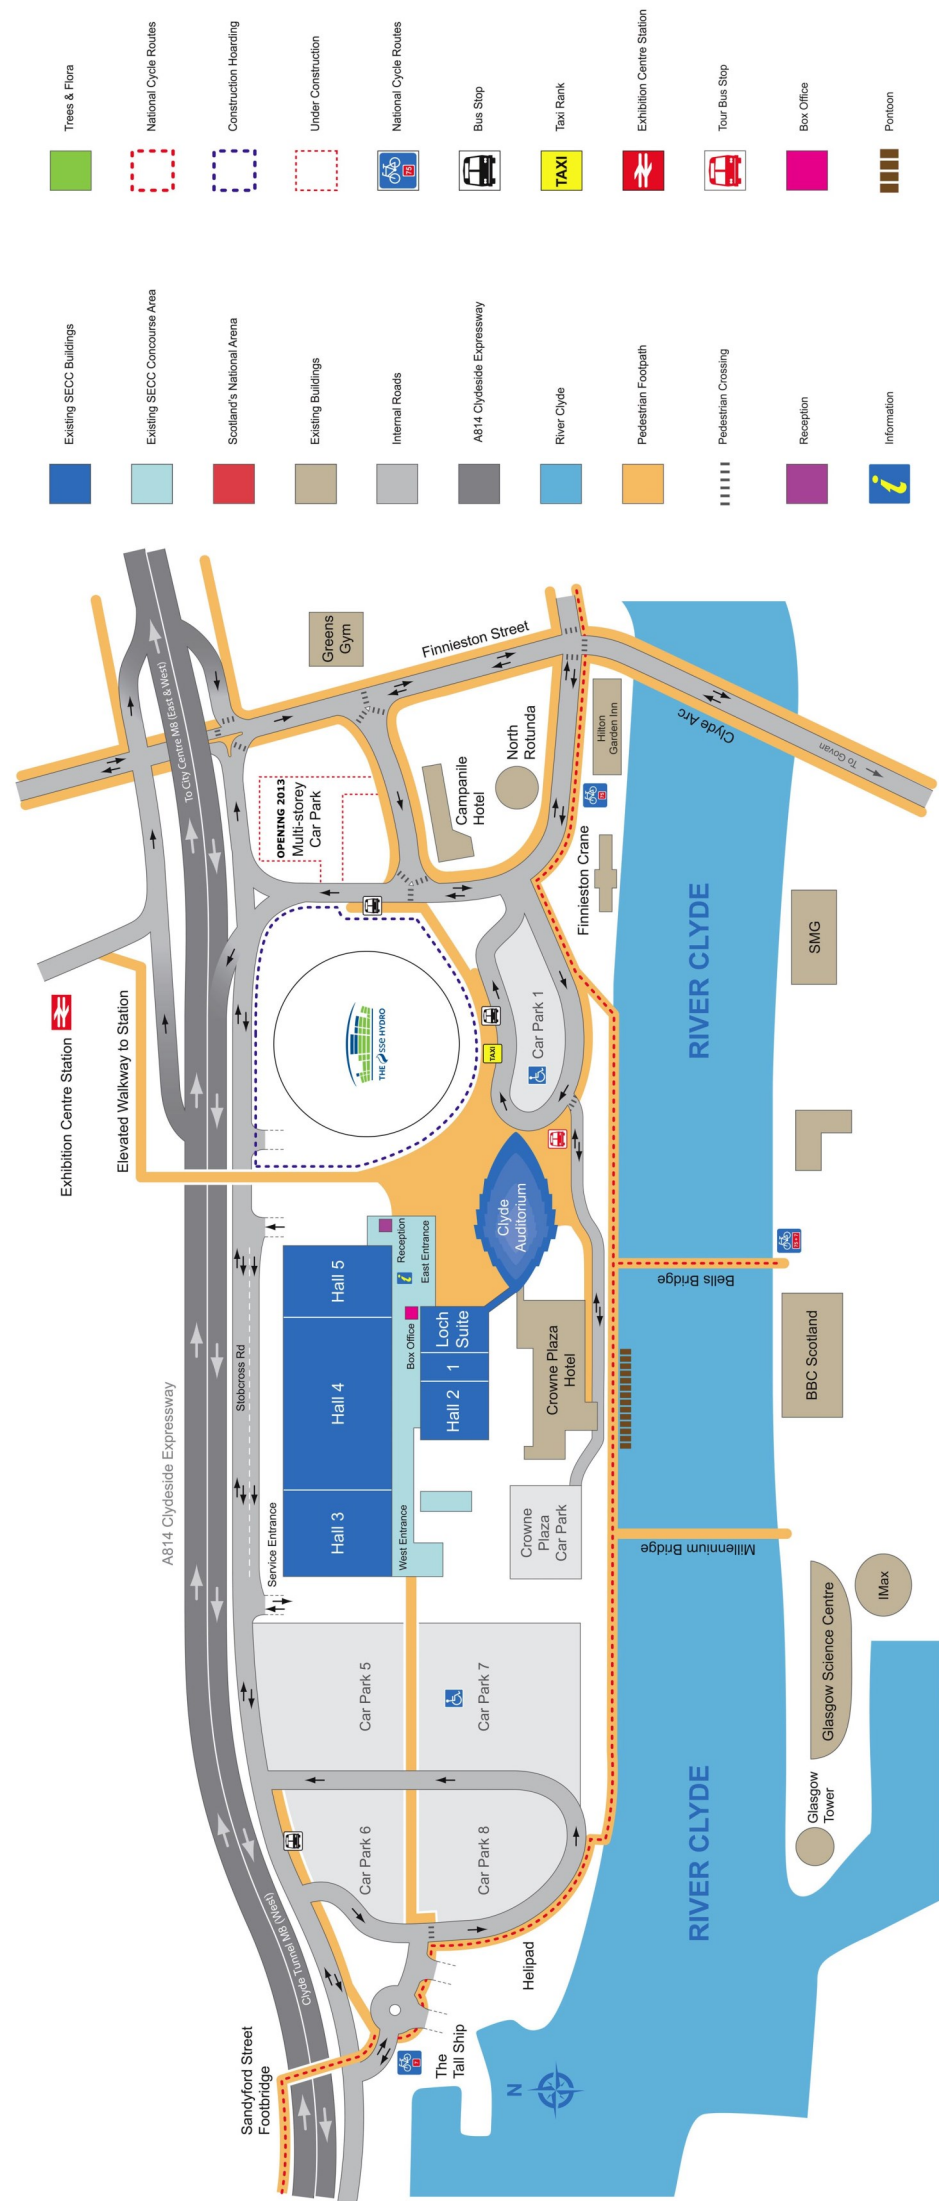 Exhibition Centre Station
Elevated Walkway to Station
A814 Clydeside Expressway
Sandyford Street
Footbridge
Clyde Tunnel M8 (West)
To City Centre M8 (East & West)
Stobcross Rd
Service Entrance
Hall 3
Hall 4
Hall 5
West Entrance
Box Office
i
Reception
East Entrance
Hall 2
1
Loch
Suite
Clyde
Auditorium
Crowne Plaza
Hotel
Crowne
Plaza
Car Park
Car Park 5
Car Park 6
Car Park 7
Car Park 8
The
Tall Ship
Helipad
N
THE sse HYDRO
OPENING 2013
Multi-storey
Car Park
TAXI
Car Park 1
Campanile
Hotel
North
Rotunda
Greens
Gym
Finnieston Street
Hilton
Garden Inn
Finnieston Crane
Clyde Arc
To Govan
RIVER CLYDE
RIVER CLYDE
Bells Bridge
Millennium Bridge
Glasgow
Tower
Glasgow Science Centre
IMax
BBC Scotland
SMG
Existing SECC Buildings
Existing SECC Concourse Area
Scotland's National Arena
Existing Buildings
Internal Roads
A814 Clydeside Expressway
River Clyde
Pedestrian Footpath
Pedestrian Crossing
Reception
i
Information
Trees & Flora
National Cycle Routes
Construction Hoarding
Under Construction
75
National Cycle Routes
Bus Stop
TAXI
Taxi Rank
Exhibition Centre Station
Tour Bus Stop
Box Office
Pontoon